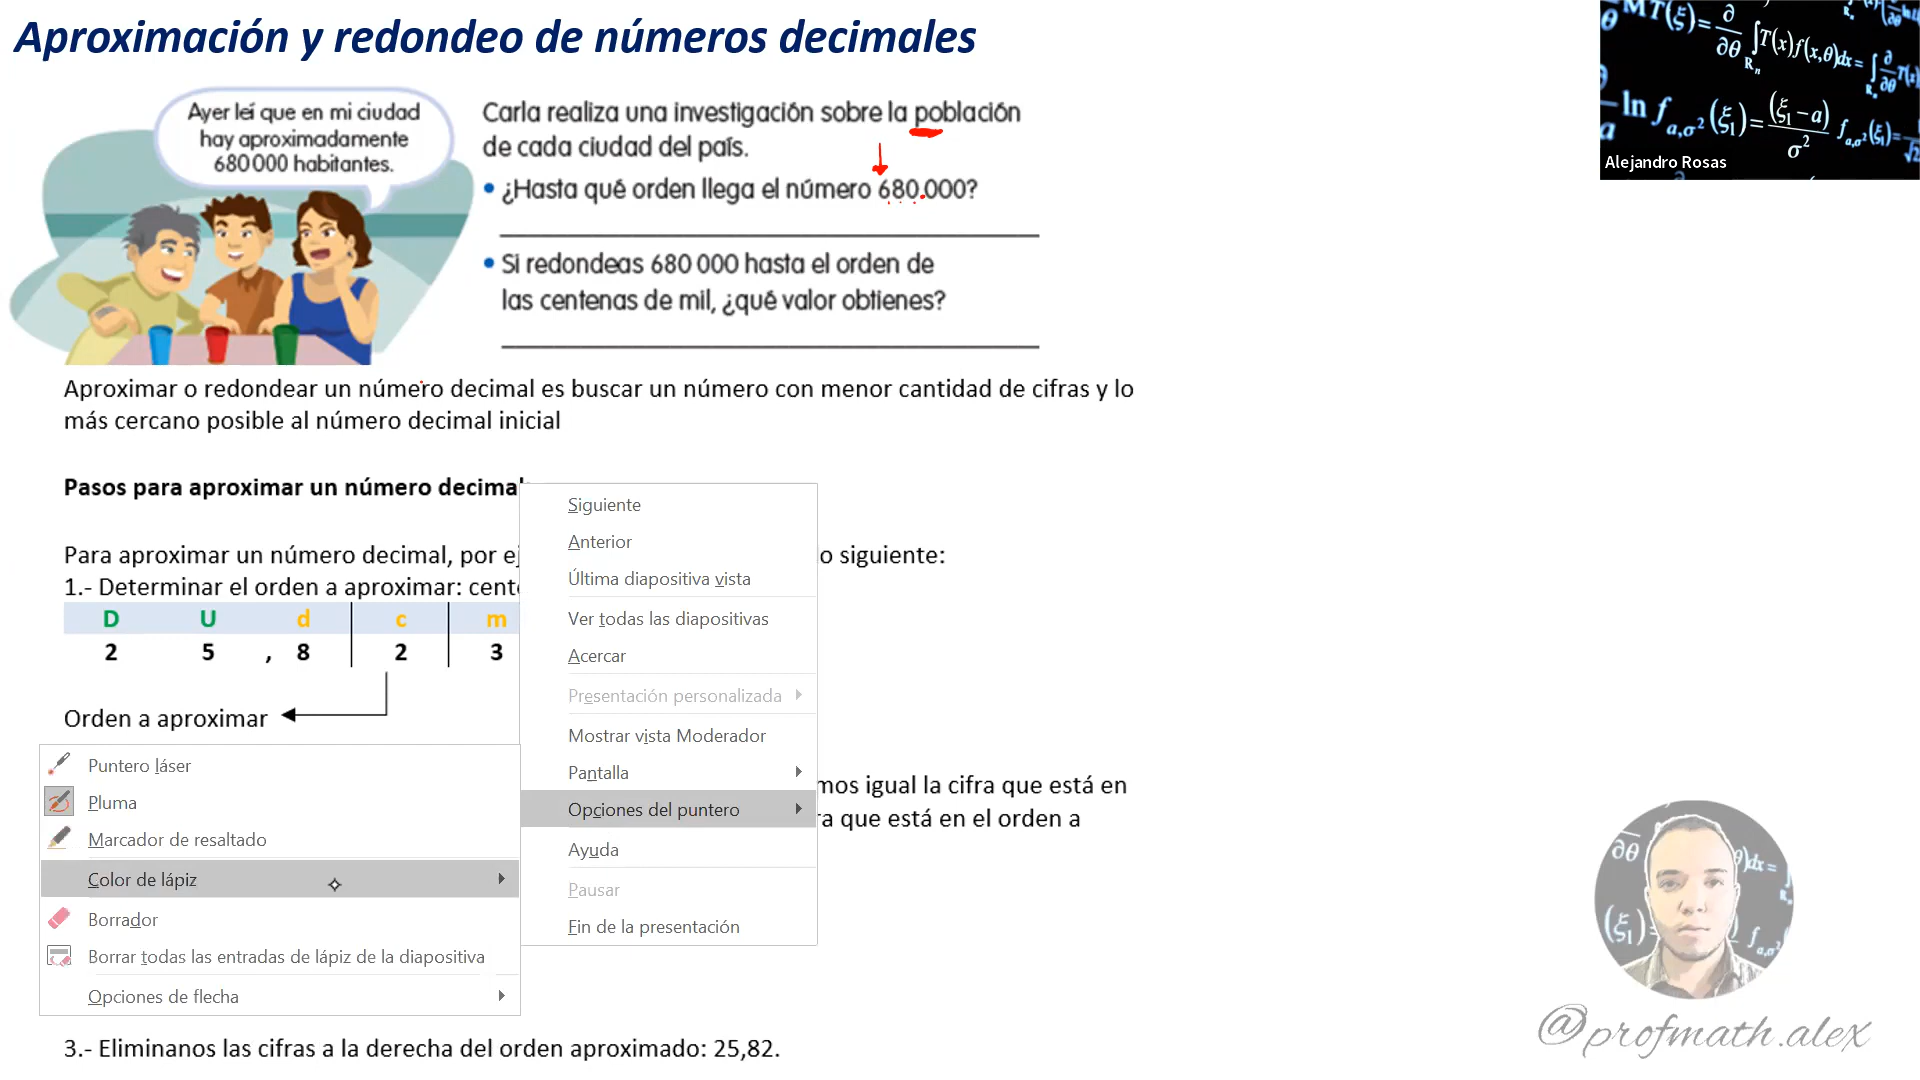 Aproximación y redondeo de números decimales
Ayer leí que en mi ciudad
hay aproximadamente
680 000 habitantes.
Carla realiza una investigación sobre la población
de cada ciudad del país.
• ¿Hasta qué orden llega el número 680.000?
• Si redondeas 680 000 hasta el orden de
las centenas de mil, ¿qué valor obtienes?
Aproximar o redondear un número decimal es buscar un número con menor cantidad de cifras y lo
más cercano posible al número decimal inicial
Pasos para aproximar un número decimal
Para aproximar un número decimal, por ej
o siguiente:
1.- Determinar el orden a aproximar: cent
D U d c m
2 5 , 8 2 3
Orden a aproximar
mos igual la cifra que está en
a que está en el orden a
3.- Eliminanos las cifras a la derecha del orden aproximado: 25,82.
Siguiente
Anterior
Última diapositiva vista
Ver todas las diapositivas
Acercar
Presentación personalizada
Mostrar vista Moderador
Pantalla
Opciones del puntero
Ayuda
Pausar
Fin de la presentación
Puntero láser
Pluma
Marcador de resaltado
Color de lápiz
Borrador
Borrar todas las entradas de lápiz de la diapositiva
Opciones de flecha
Alejandro Rosas
@profmath.alex